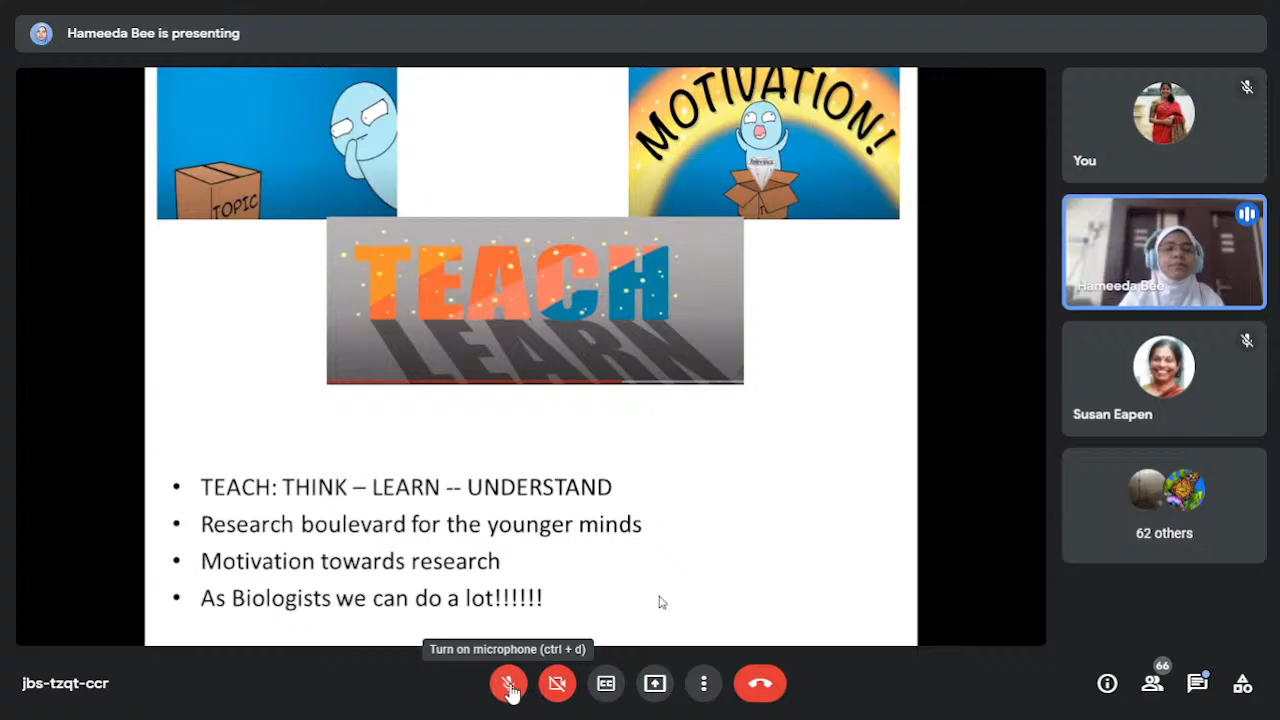 Hameeda Bee is presenting
MOTIVATION!
TOPIC
TEACH
LEARN
• TEACH: THINK – LEARN -- UNDERSTAND
• Research boulevard for the younger minds
• Motivation towards research
• As Biologists we can do a lot!!!!!!
You
Hameeda Bee
Susan Eapen
62 others
Turn on microphone (ctrl + d)
jbs-tzqt-ccr
CC
66